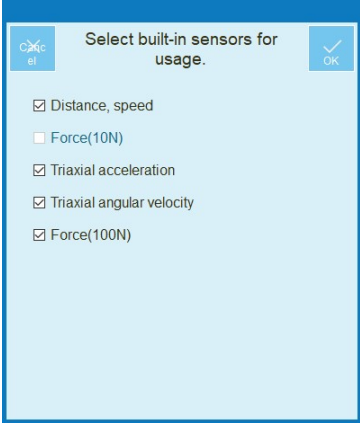 Canc
el
Select built-in sensors for
usage.
OK
Distance, speed
Force(10N)
Triaxial acceleration
Triaxial angular velocity
Force(100N)